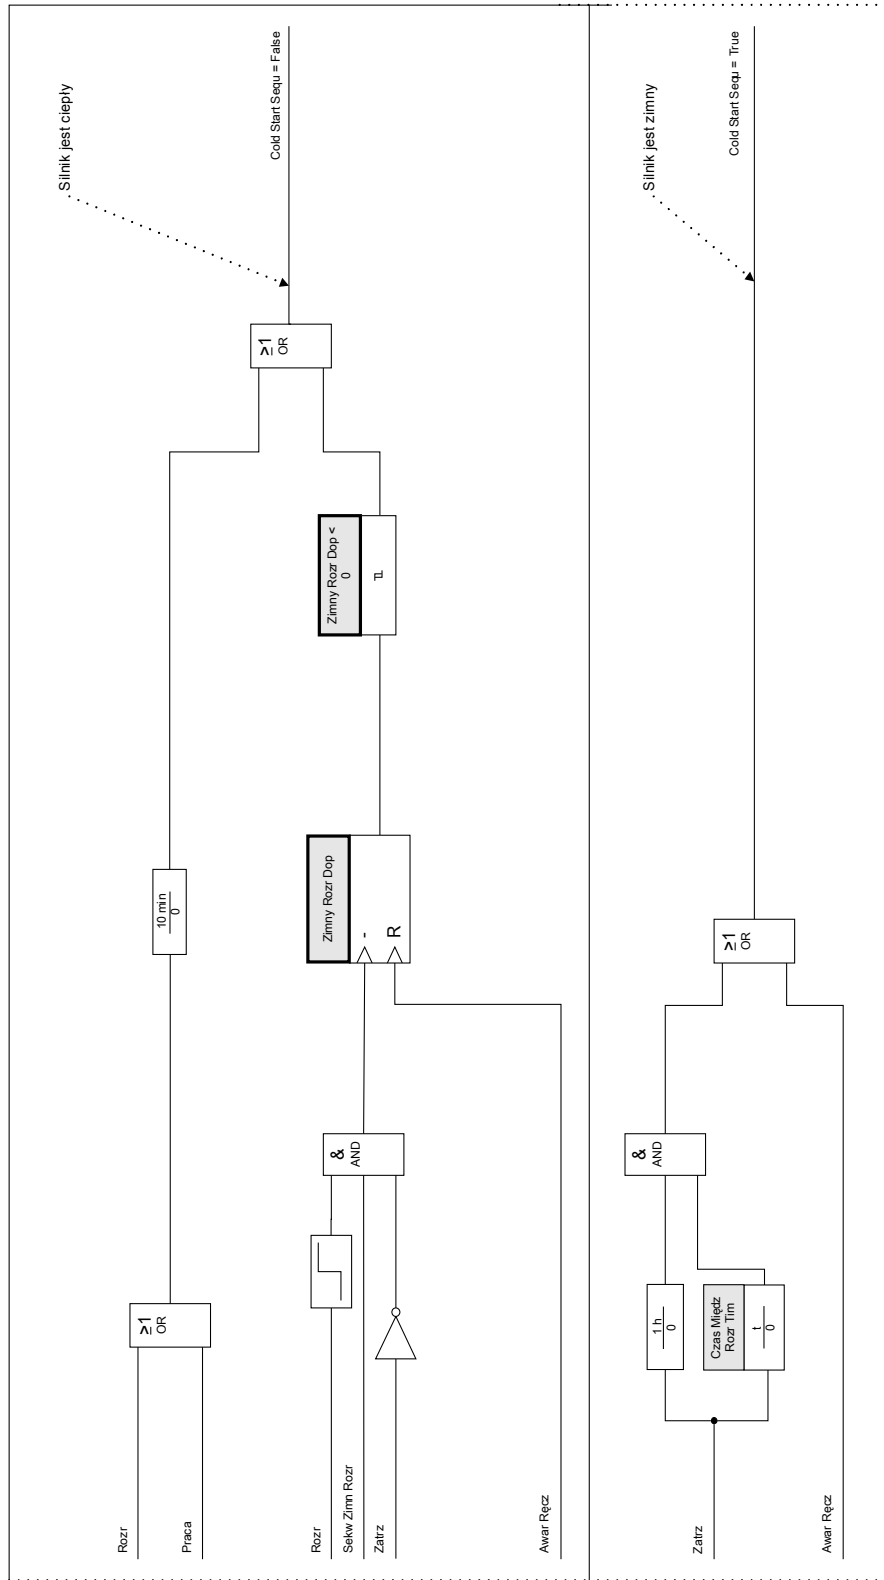 Silnik jest ciepły
Cold Start Sequ = False
≥1
OR
10 min
0
Zimny Rozr Dop <
0
Zimny Rozr Dop
-
R
&
AND
≥1
OR
Rozr
Praca
Rozr
Sekw Zimn Rozr
Zatrz
Awar Ręcz
Silnik jest zimny
Cold Start Sequ = True
≥1
OR
&
AND
1 h
0
Czas Międz
Rozr Tim
t
0
Zatrz
Awar Ręcz